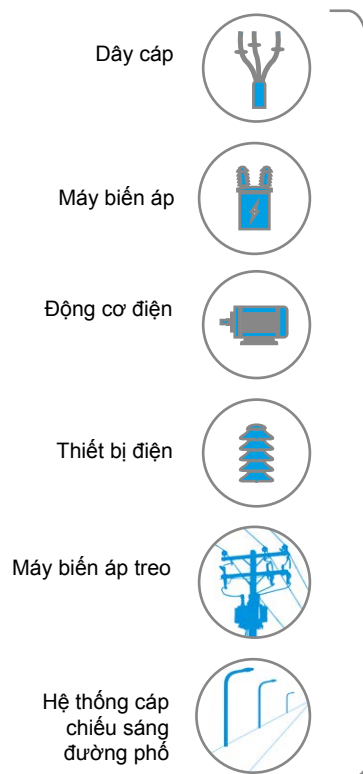 Dây cáp
Máy biến áp
Động cơ điện
Thiết bị điện
Máy biến áp treo
Hệ thống cáp
chiếu sáng
đường phố